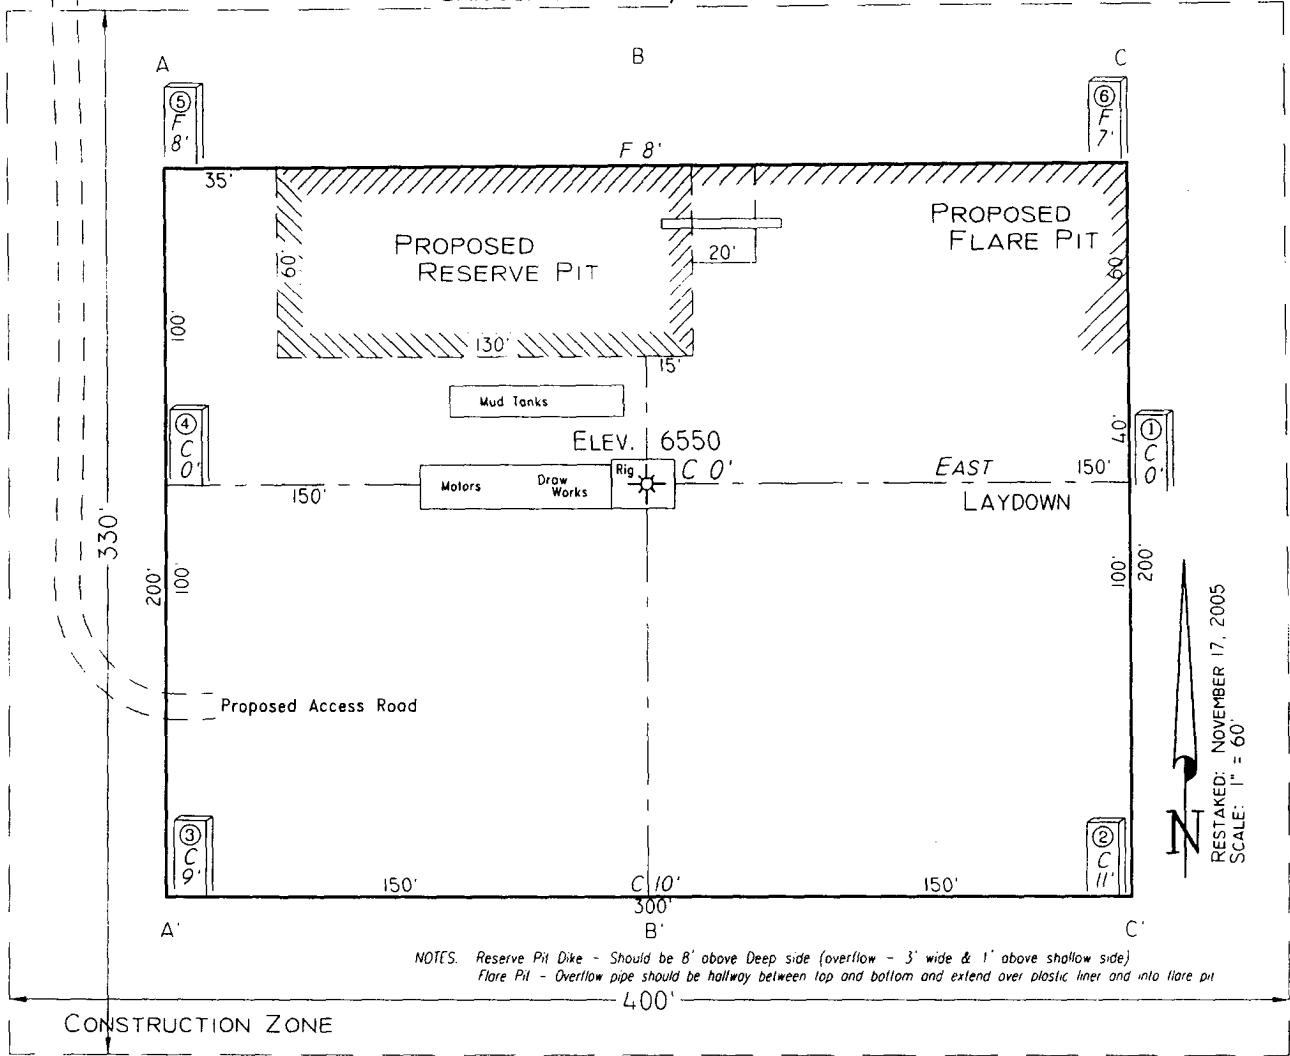 A
B
C
⑤
F
8'
⑥
F
7'
F 8'
35'
PROPOSED
RESERVE PIT
PROPOSED
FLARE PIT
20'
60'
60'
100'
130'
15'
Mud Tanks
④
C
0'
ELEV. 6550
①
C
0'
40'
Rig
C 0'
Motors
Draw
Works
150'
EAST
150'
LAYDOWN
330'
200'
100'
100'
200'
Proposed Access Road
RESTAKED: NOVEMBER 17, 2005
SCALE: 1" = 60'
N
③
C
9'
②
C
11'
150'
C 10'
150'
300'
A'
B'
C'
NOTES. Reserve Pit Dike - Should be 8' above Deep side (overflow - 3' wide & 1' above shallow side)
Flare Pit - Overflow pipe should be halfway between top and bottom and extend over plastic liner and into flare pit
400'
CONSTRUCTION ZONE